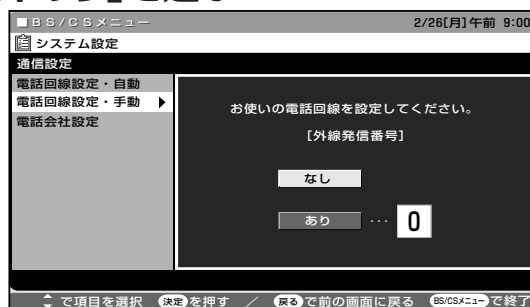 ■BS/CSメニュー 2/26[月]午前 9:00
システム設定
通信設定
電話回線設定・自動
電話回線設定・手動 ▶
電話会社設定
お使いの電話回線を設定してください。
[外線発信番号]
なし
あり … 0
で項目を選択 決定を押す / 戻るで前の画面に戻る BS/CSメニューで終了